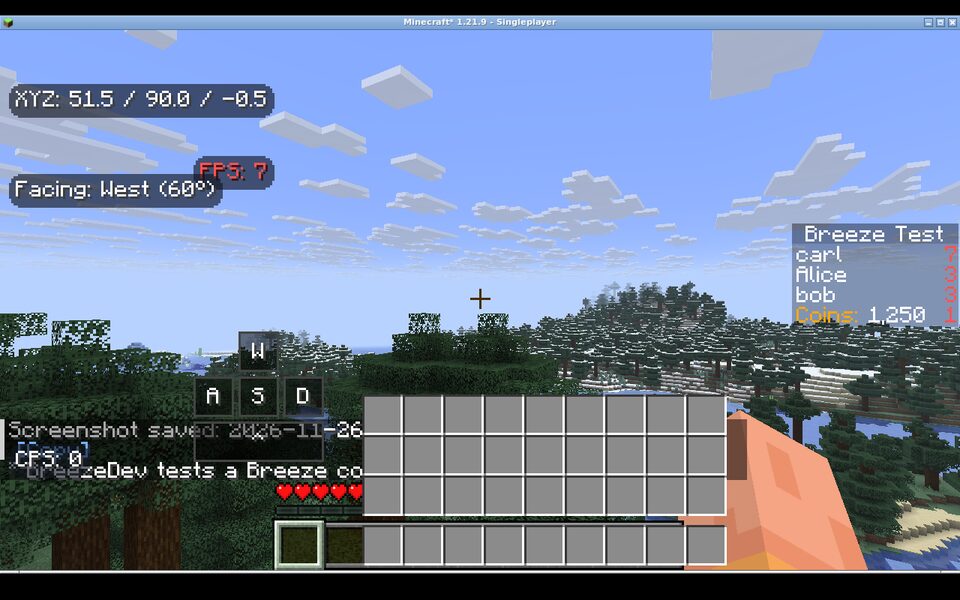 Minecraft* 1.21.9 - Singleplayer
XYZ: 51.5 / 90.0 / -0.5
FPS: 7
Facing: West (60°)
Breeze Test
carl 7
Alice 3
bob 3
Coins: 1,250 1
W
A S D
Screenshot saved: 2026-11-26
CPS: 0
BreezeDev tests a Breeze co